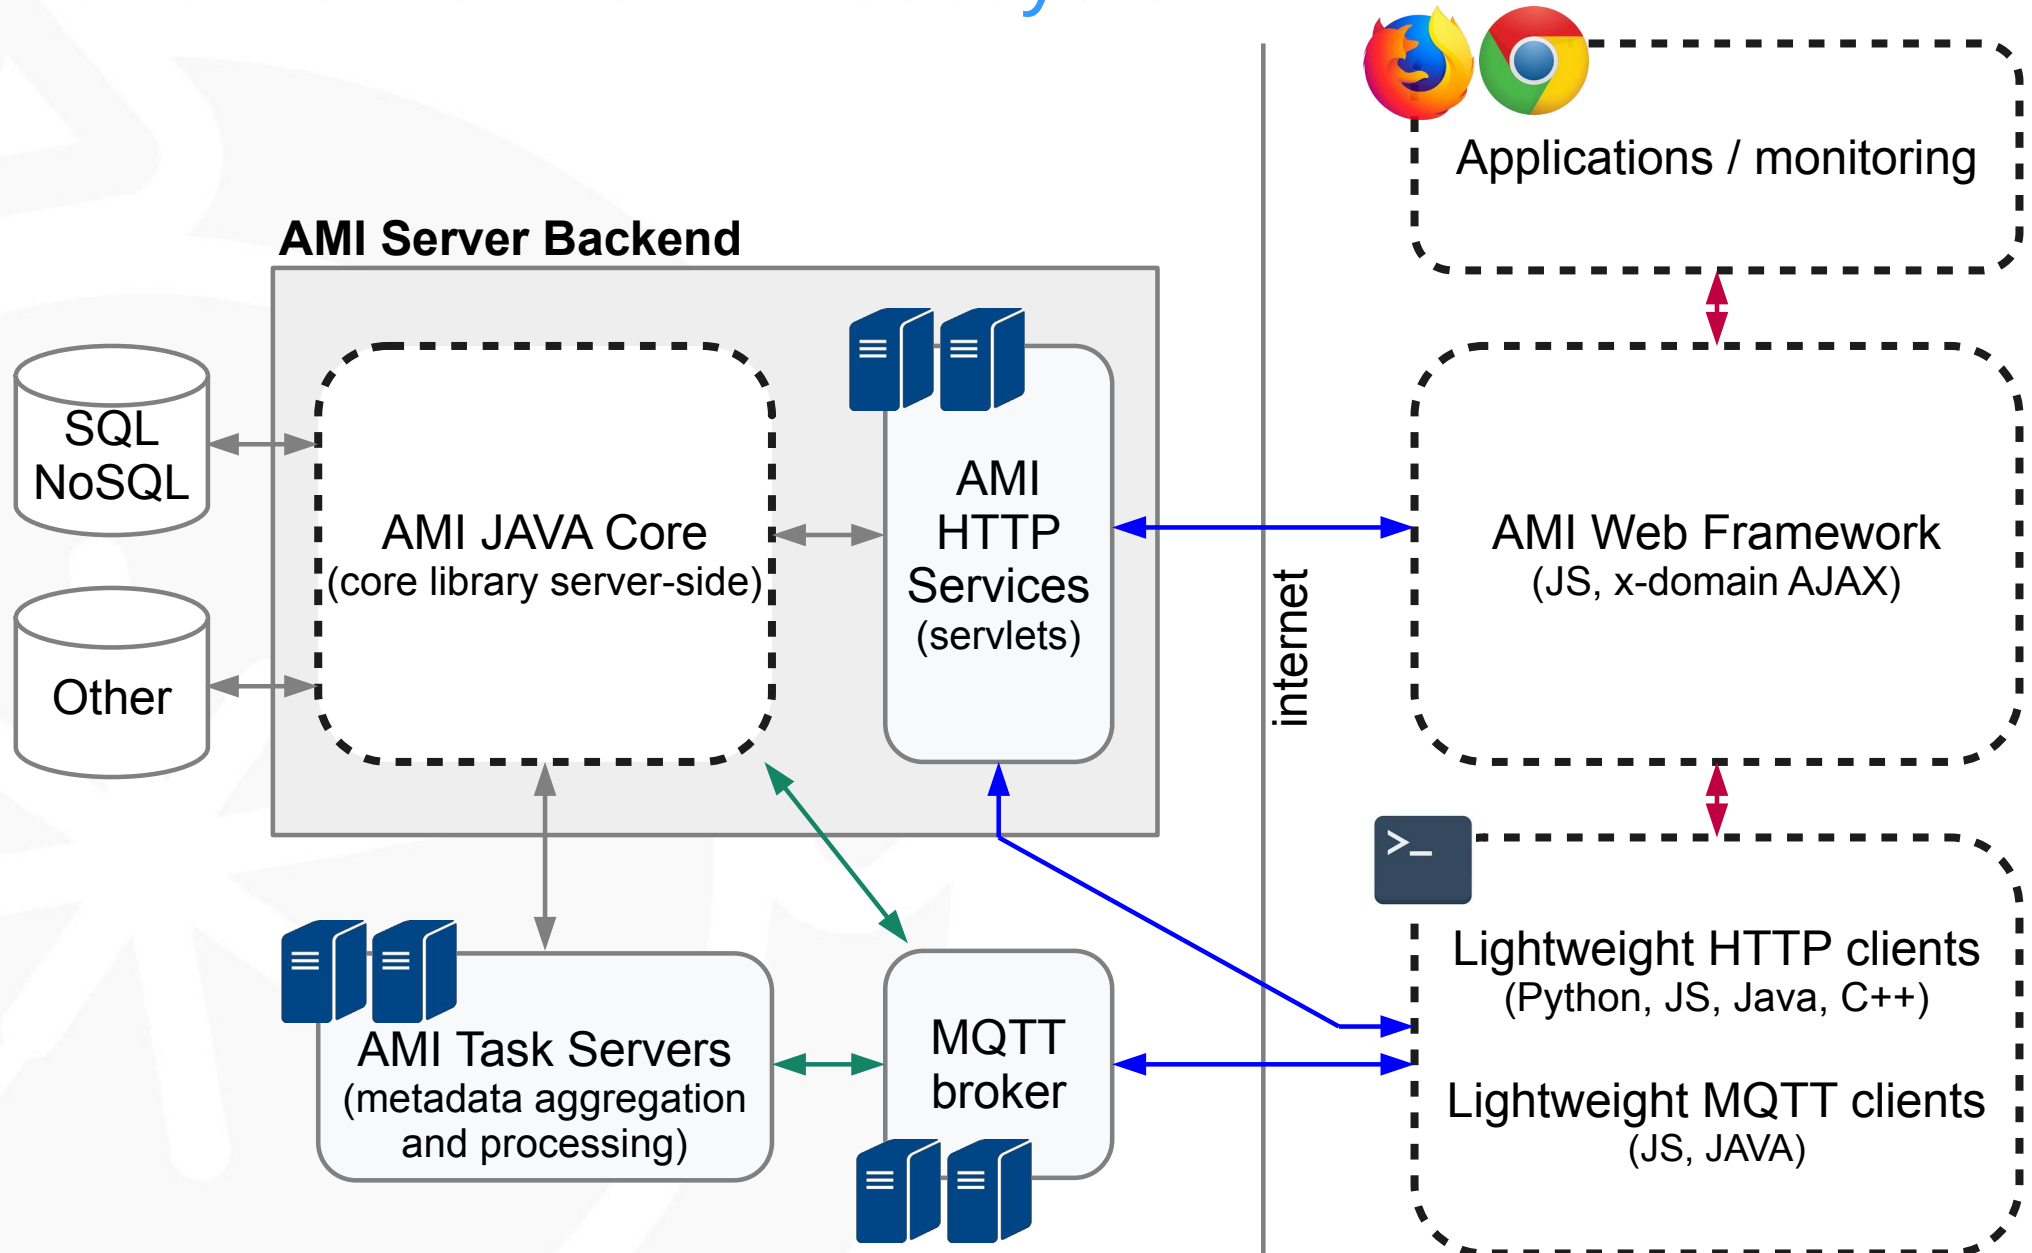 Applications / monitoring
AMI Server Backend
SQL
NoSQL
Other
AMI JAVA Core
(core library server-side)
AMI
HTTP
Services
(servlets)
internet
AMI Web Framework
(JS, x-domain AJAX)
>_
Lightweight HTTP clients
(Python, JS, Java, C++)
Lightweight MQTT clients
(JS, JAVA)
AMI Task Servers
(metadata aggregation
and processing)
MQTT
broker